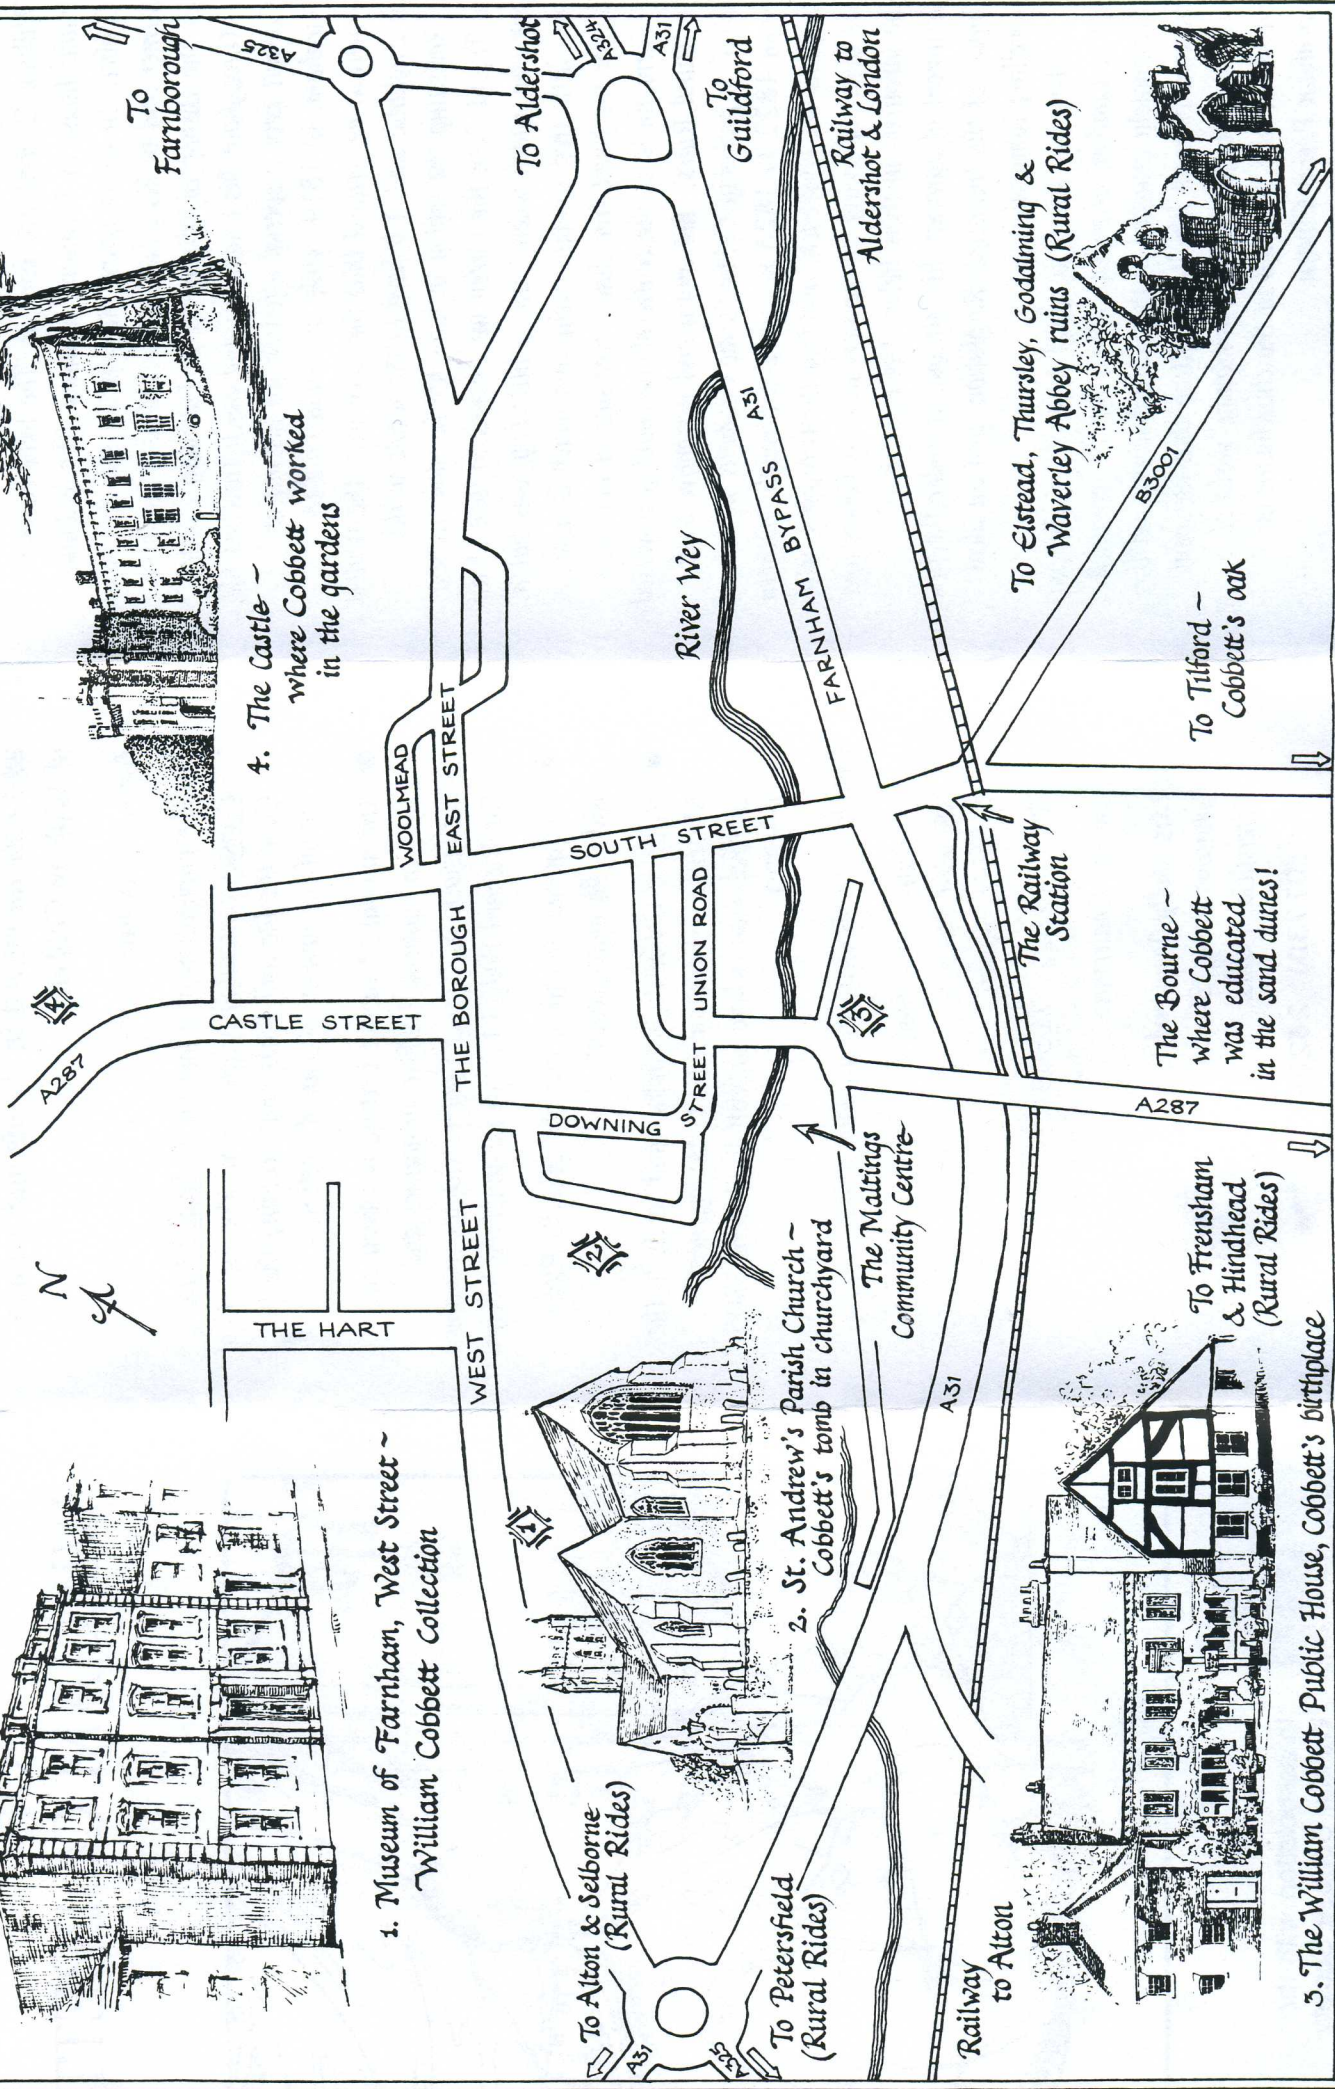 N
1. Museum of Farnham, West Street ~
William Cobbett Collection
4. The Castle ~
where Cobbett worked
in the gardens
To
Farnborough
A325
To Aldershot
A324
A31
To
Guildford
Railway to
Aldershot & London
A287
4
THE HART
CASTLE STREET
WOOLMEAD
EAST STREET
THE BOROUGH
WEST STREET
DOWNING STREET
SOUTH STREET
UNION ROAD
River Wey
FARNHAM BYPASS A31
1
2
3
2. St. Andrew's Parish Church ~
Cobbett's tomb in churchyard
The Maltings
Community Centre
To Alton & Selborne
(Rural Rides)
A31
A325
To Petersfield
(Rural Rides)
A31
Railway
to Alton
The Railway
Station
To Elstead, Thursley, Godalming &
Waverley Abbey ruins (Rural Rides)
B3001
To Tilford ~
Cobbett's oak
The Bourne ~
where Cobbett
was educated
in the sand dunes!
A287
To Frensham
& Hindhead
(Rural Rides)
3. The William Cobbett Public House, Cobbett's birthplace